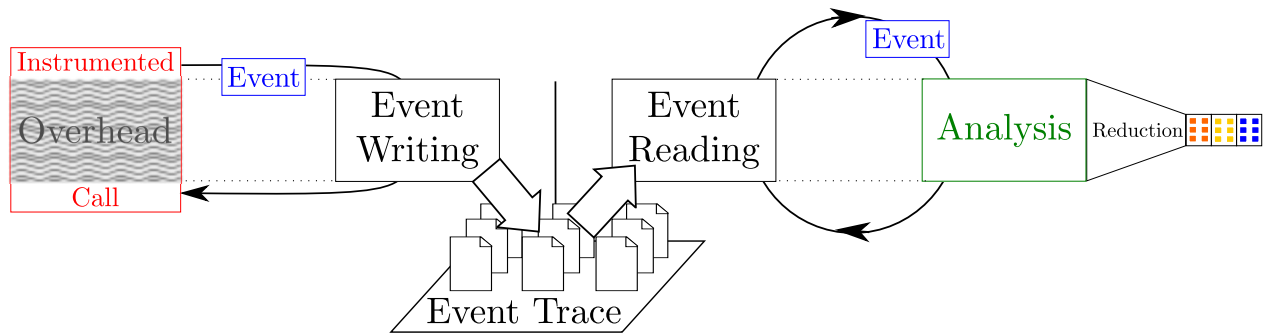 Instrumented
Overhead
Call
Event
Event
Writing
Event
Reading
Event
Analysis
Reduction
Event Trace